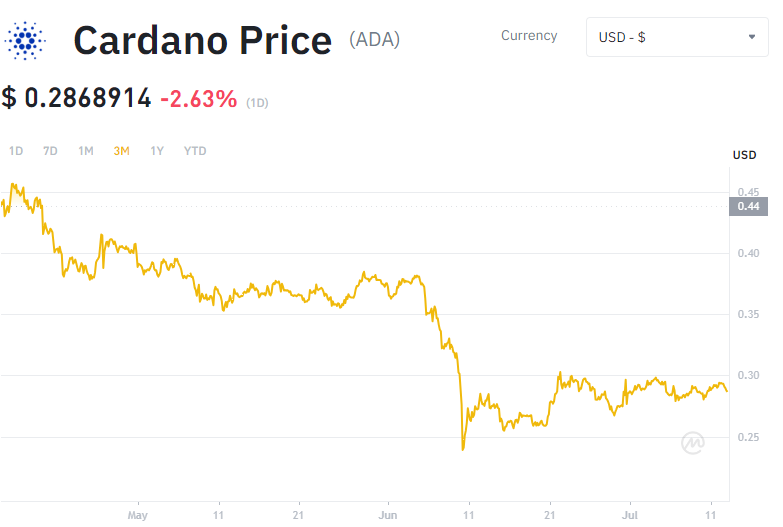 Cardano Price (ADA)
Currency
USD - $
$ 0.2868914 -2.63% (1D)
1D 7D 1M 3M 1Y YTD
USD
0.45
0.44
0.40
0.35
0.30
0.25
May 11 21 Jun 11 21 Jul 11